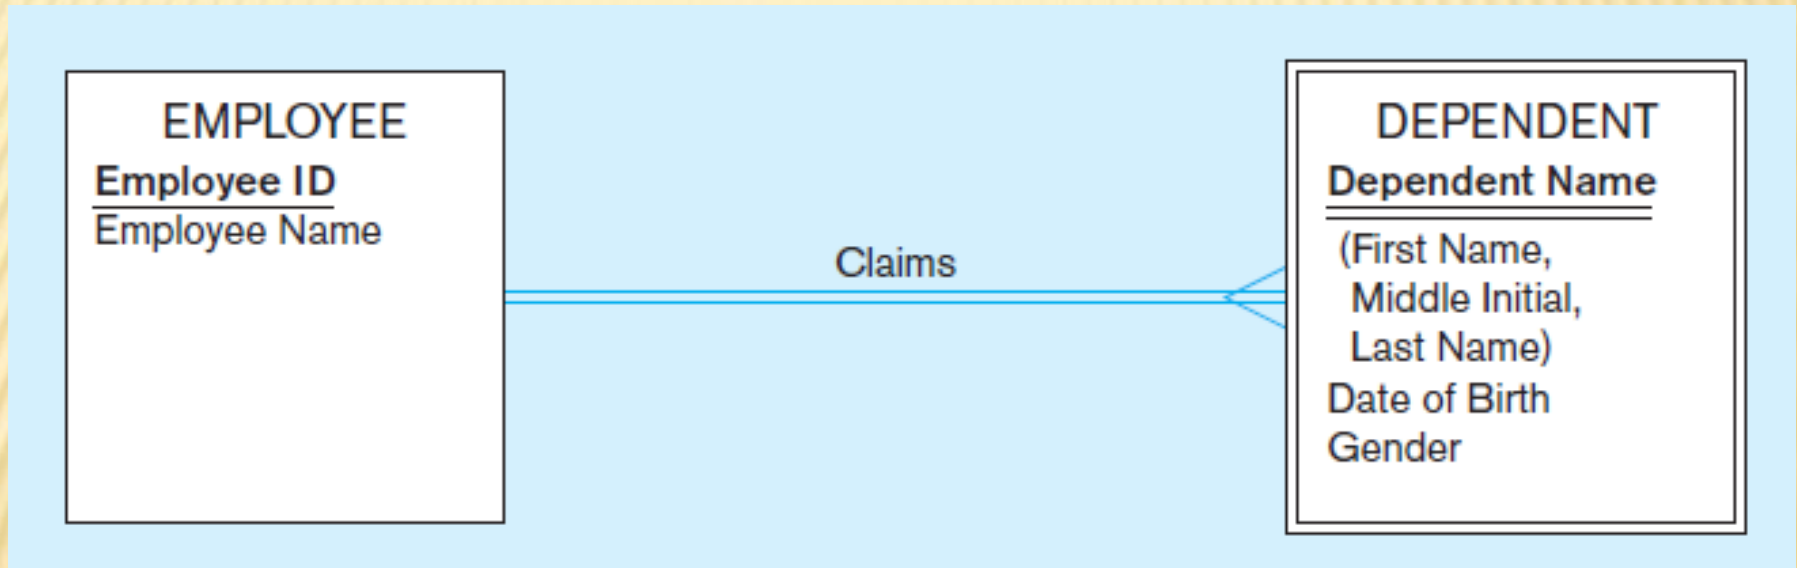 EMPLOYEE
Employee ID
Employee Name
Claims
DEPENDENT
Dependent Name
(First Name,
Middle Initial,
Last Name)
Date of Birth
Gender